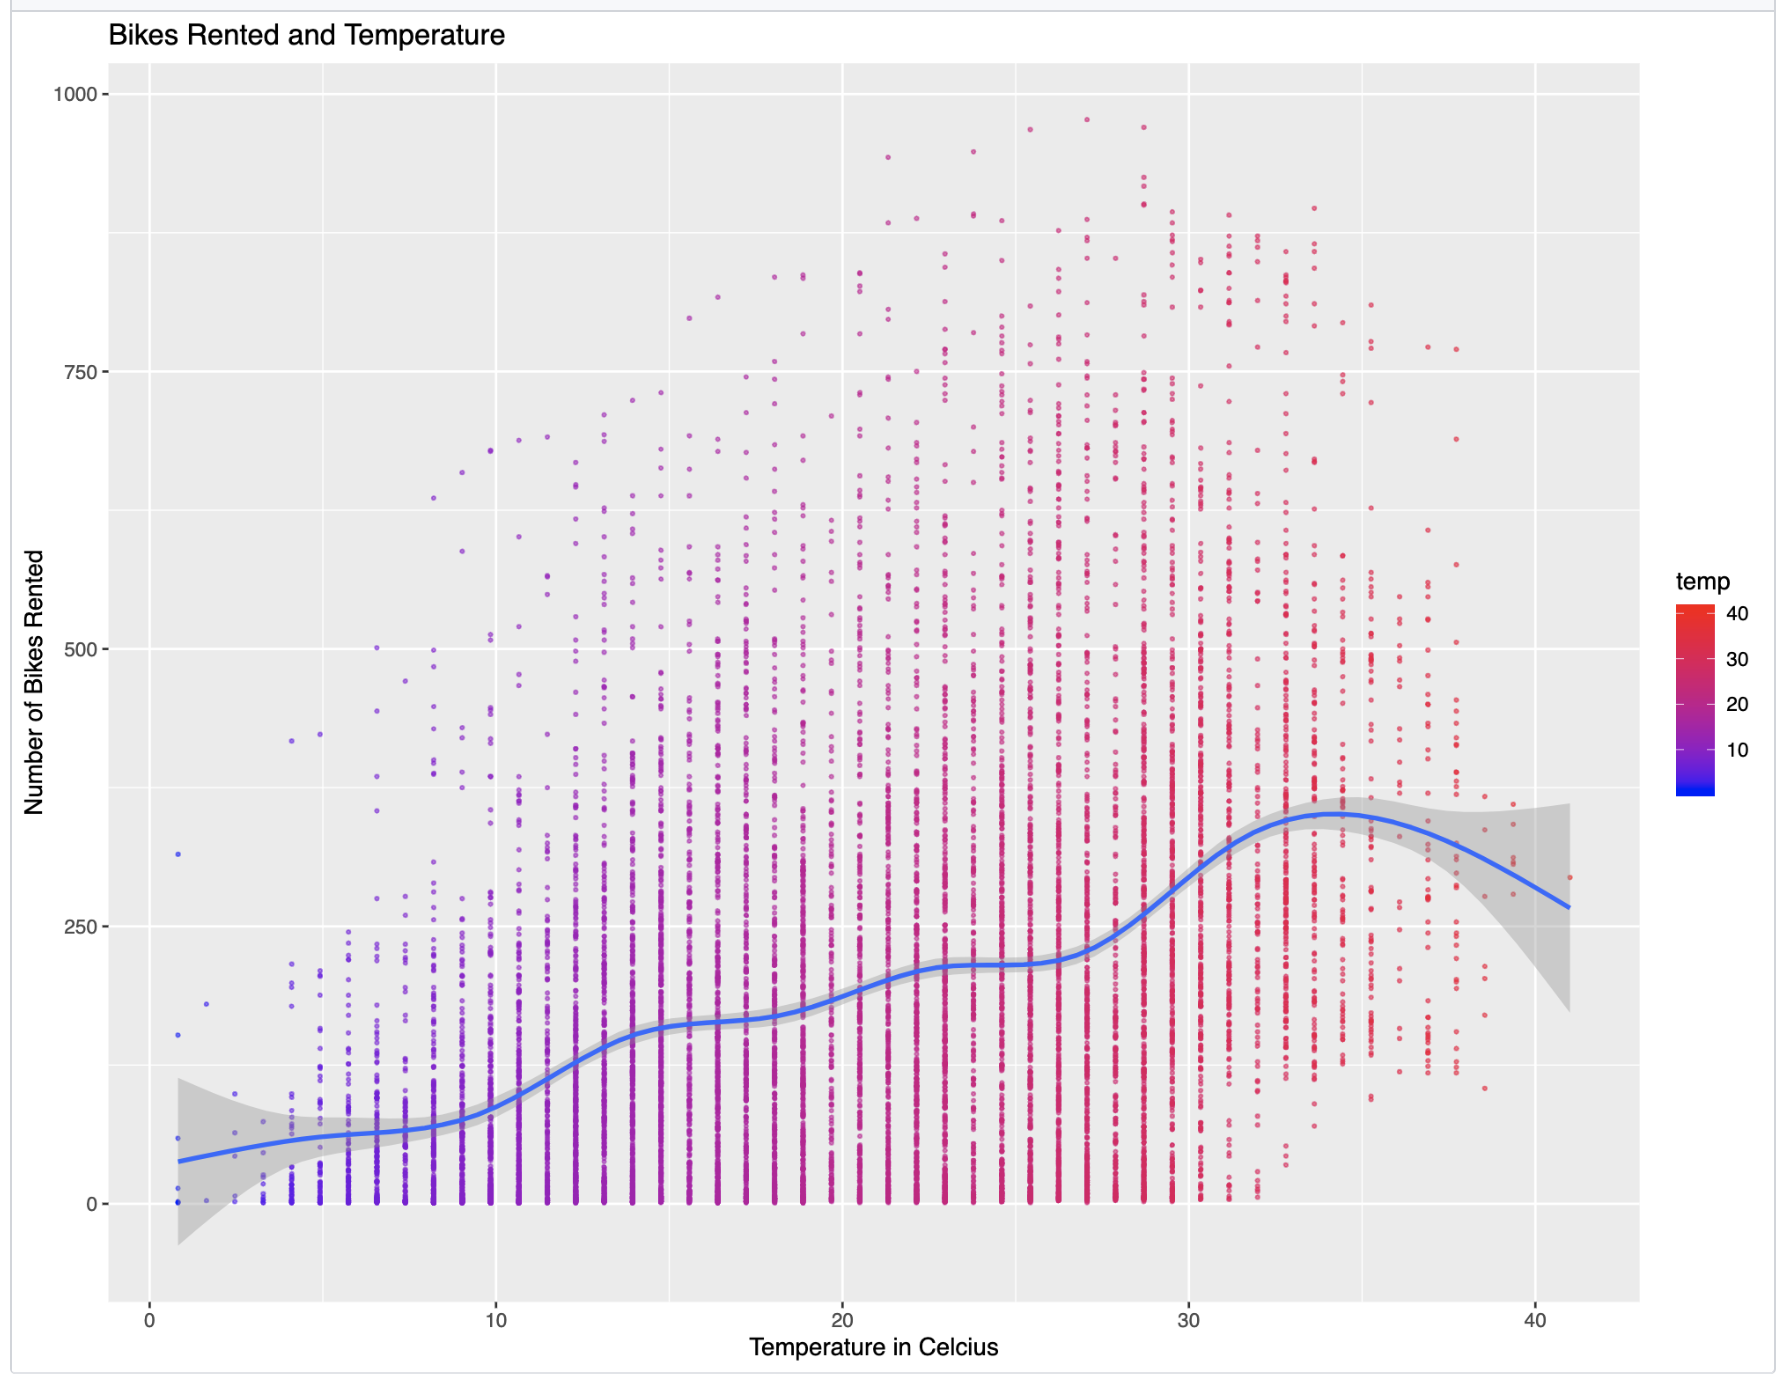 Bikes Rented and Temperature
1000
750
500
250
0
Number of Bikes Rented
0 10 20 30 40
Temperature in Celcius
temp
40
30
20
10